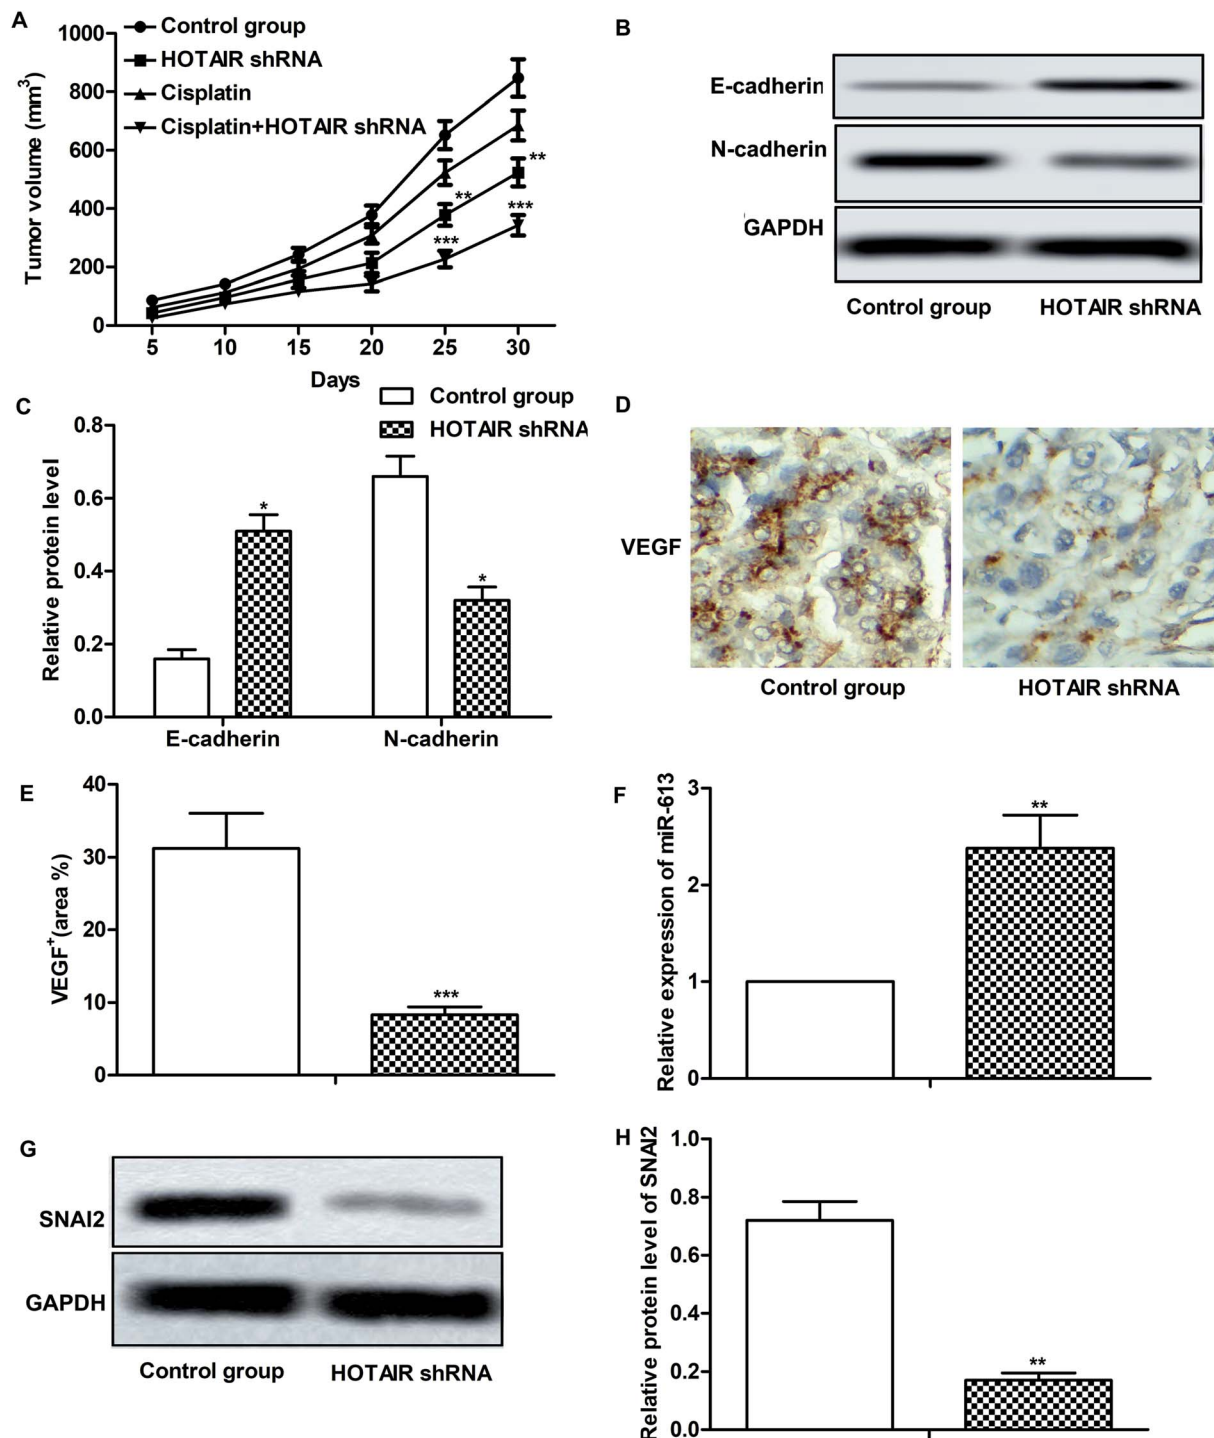 A
Control group
HOTAIR shRNA
Cisplatin
Cisplatin+HOTAIR shRNA
Tumor volume (mm3)
1000
800
600
400
200
0
**
**
***
***
5 10 15 20 25 30
Days
B
E-cadherin
N-cadherin
GAPDH
Control group HOTAIR shRNA
C
Control group
HOTAIR shRNA
Relative protein level
0.8
0.6
0.4
0.2
0.0
*
*
E-cadherin N-cadherin
D
VEGF
Control group HOTAIR shRNA
E
VEGF+(area %)
40
30
20
10
0
***
F
Relative expression of miR-613
3
2
1
0
**
G
SNAI2
GAPDH
Control group HOTAIR shRNA
H
Relative protein level of SNAI2
1.0
0.8
0.6
0.4
0.2
0.0
**